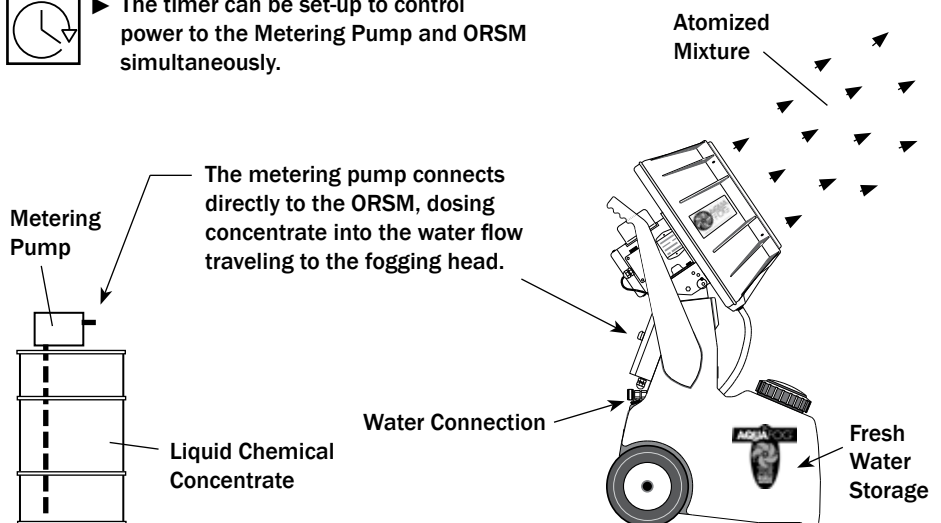 ▶ The timer can be set-up to control
power to the Metering Pump and ORSM
simultaneously.
Atomized
Mixture
The metering pump connects
directly to the ORSM, dosing
concentrate into the water flow
traveling to the fogging head.
Metering
Pump
Water Connection
Liquid Chemical
Concentrate
AQUAFOG
Fresh
Water
Storage